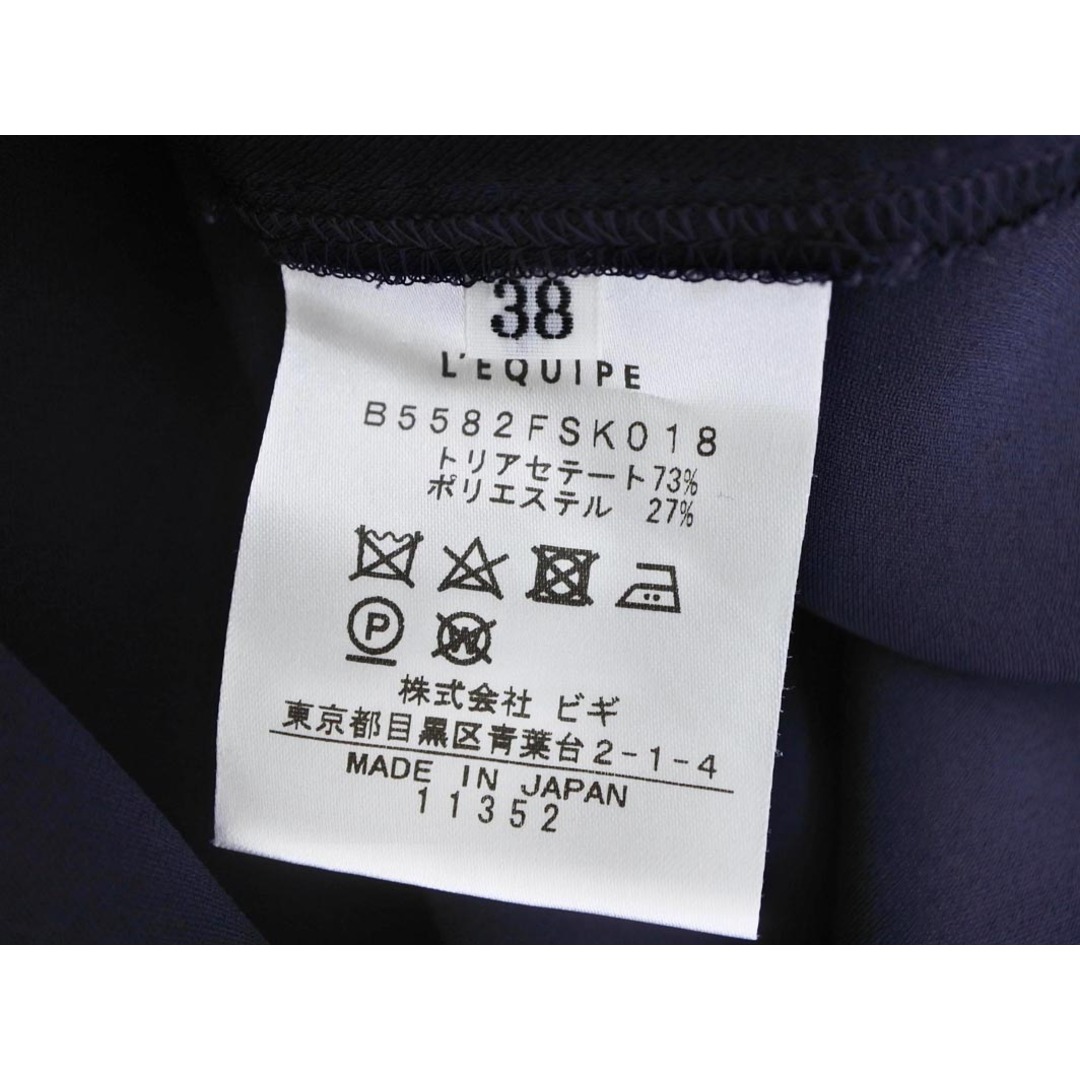 38
L'EQUIPE
B5582FSK018
トリアセテート73%
ポリエステル 27%
P W
株式会社 ビギ
東京都目黒区青葉台2-1-4
MADE IN JAPAN
11352